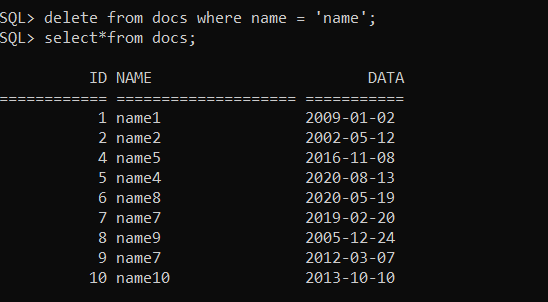 SQL> delete from docs where name = 'name';
SQL> select*from docs;
ID NAME DATA
============ ==================== ===========
1 name1 2009-01-02
2 name2 2002-05-12
4 name5 2016-11-08
5 name4 2020-08-13
6 name8 2020-05-19
7 name7 2019-02-20
8 name9 2005-12-24
9 name7 2012-03-07
10 name10 2013-10-10